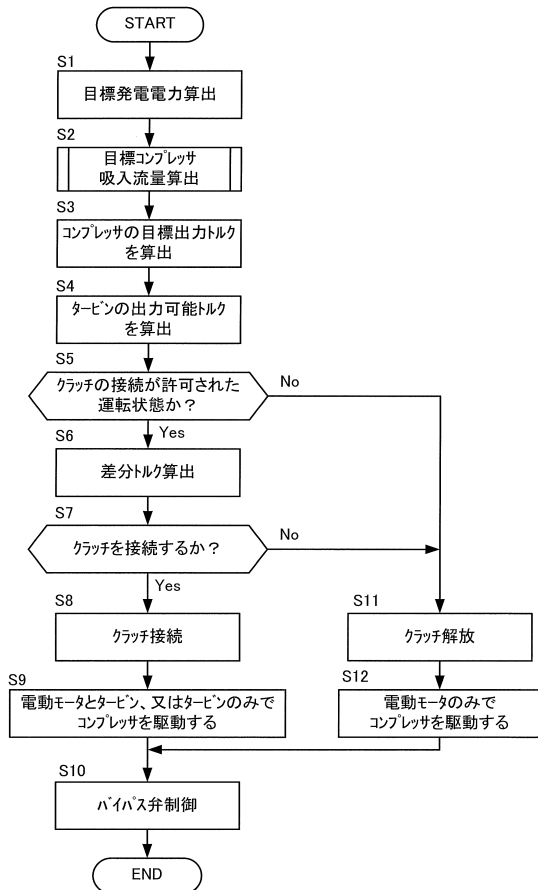 START
S1
目標発電電力算出
S2
目標コンプレッサ
吸入流量算出
S3
コンプレッサの目標出力トルク
を算出
S4
タービンの出力可能トルク
を算出
S5
クラッチの接続が許可された
運転状態か？
No
Yes
S6
差分トルク算出
S7
クラッチを接続するか？
No
Yes
S8
クラッチ接続
S11
クラッチ解放
S9
電動モータとタービン、又はタービンのみで
コンプレッサを駆動する
S12
電動モータのみで
コンプレッサを駆動する
S10
バイパス弁制御
END